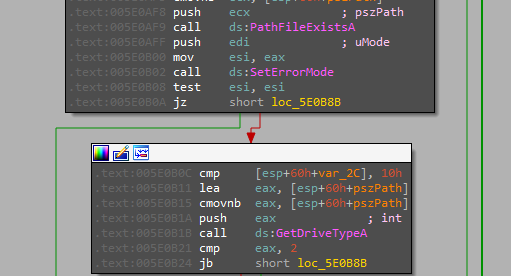 .text:005E0AF8 push ecx ; pszPath
.text:005E0AF9 call ds:PathFileExistsA
.text:005E0AFF push edi ; uMode
.text:005E0B00 mov esi, eax
.text:005E0B02 call ds:SetErrorMode
.text:005E0B08 test esi, esi
.text:005E0B0A jz short loc_5E0B8B
.text:005E0B0C cmp [esp+60h+var_2C], 10h
.text:005E0B11 lea eax, [esp+60h+pszPath]
.text:005E0B15 cmovnb eax, [esp+60h+pszPath]
.text:005E0B1A push eax ; int
.text:005E0B1B call ds:GetDriveTypeA
.text:005E0B21 cmp eax, 2
.text:005E0B24 jb short loc_5E0B8B